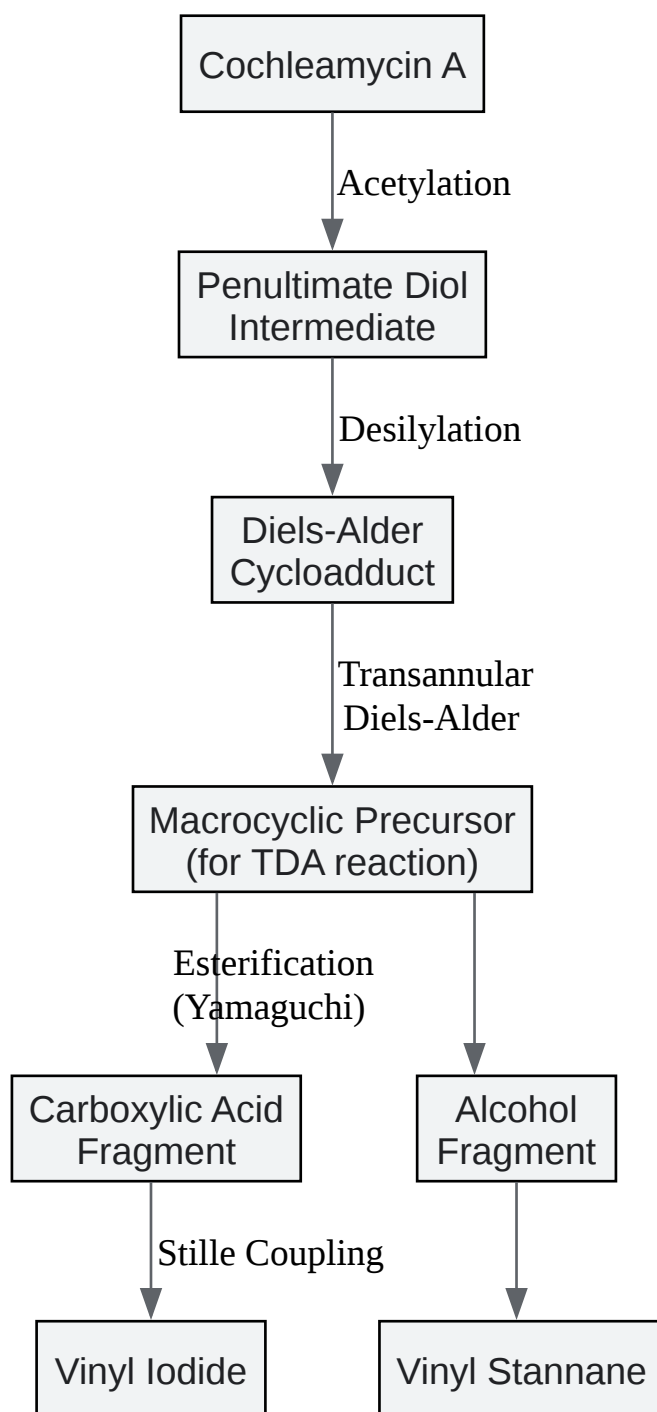 Cochleamycin A
Acetylation
Penultimate Diol
Intermediate
Desilylation
Diels-Alder
Cycloadduct
Transannular
Diels-Alder
Macrocyclic Precursor
(for TDA reaction)
Esterification
(Yamaguchi)
Carboxylic Acid
Fragment
Alcohol
Fragment
Stille Coupling
Vinyl Iodide
Vinyl Stannane